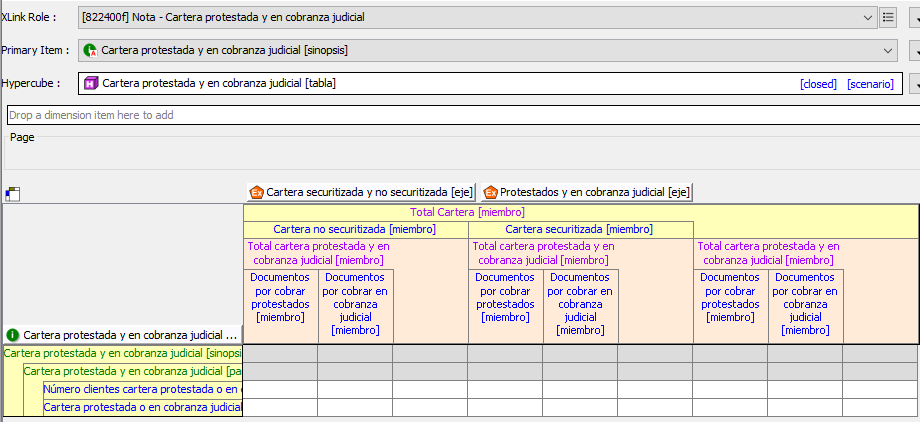 XLink Role : [822400f] Nota - Cartera protestada y en cobranza judicial
Primary Item : Cartera protestada y en cobranza judicial [sinopsis]
Hypercube : Cartera protestada y en cobranza judicial [tabla] [closed] [scenario]
Drop a dimension item here to add
Page
Cartera securitizada y no securitizada [eje] Protestados y en cobranza judicial [eje]
Total Cartera [miembro]
Cartera no securitizada [miembro] Cartera securitizada [miembro]
Total cartera protestada y en Total cartera protestada y en Total cartera protestada y en
cobranza judicial [miembro] cobranza judicial [miembro] cobranza judicial [miembro]
Documentos Documentos Documentos Documentos Documentos Documentos
por cobrar por cobrar en por cobrar por cobrar en por cobrar por cobrar en
protestados cobranza protestados cobranza protestados cobranza
[miembro] judicial [miembro] judicial [miembro] judicial
[miembro] [miembro] [miembro]
Cartera protestada y en cobranza judicial ...
Cartera protestada y en cobranza judicial [sinops
Cartera protestada y en cobranza judicial [pa
Número clientes cartera protestada o en
Cartera protestada o en cobranza judicial